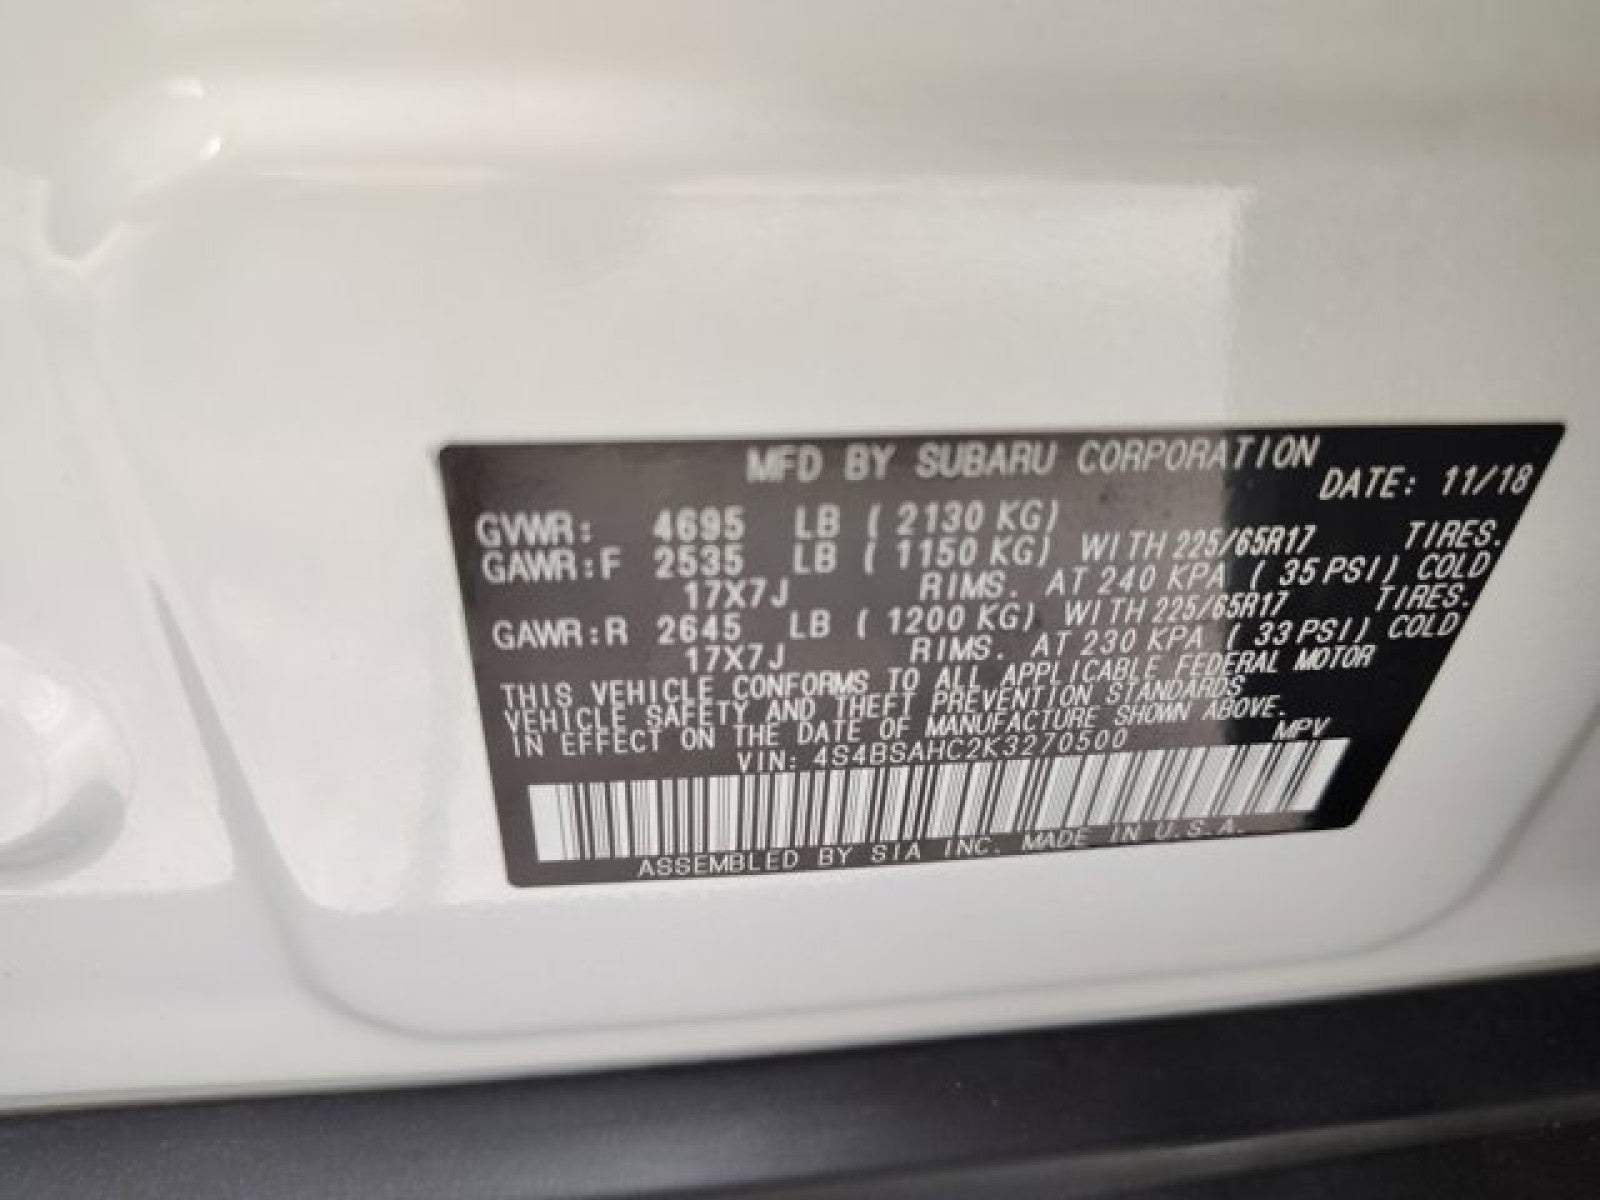 MFD BY SUBARU CORPORATION
DATE: 11/18
GVWR: 4695 LB ( 2130 KG)
GAWR:F 2535 LB ( 1150 KG) WITH 225/65R17 TIRES.
17X7J RIMS. AT 240 KPA ( 35 PSI) COLD
GAWR:R 2645 LB ( 1200 KG) WITH 225/65R17 TIRES.
17X7J RIMS. AT 230 KPA ( 33 PSI) COLD
THIS VEHICLE CONFORMS TO ALL APPLICABLE FEDERAL MOTOR
VEHICLE SAFETY AND THEFT PREVENTION STANDARDS
IN EFFECT ON THE DATE OF MANUFACTURE SHOWN ABOVE.
VIN: 4S4BSAHC2K3270500 MPV
ASSEMBLED BY SIA INC. MADE IN U.S.A.